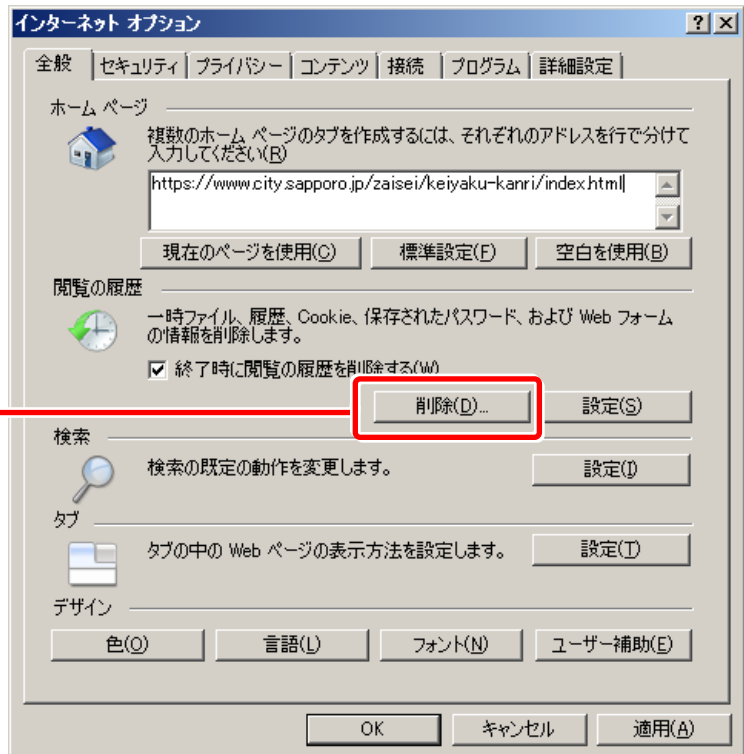 インターネット オプション
全般 セキュリティ プライバシー コンテンツ 接続 プログラム 詳細設定
ホーム ページ
複数のホーム ページのタブを作成するには、それぞれのアドレスを行で分けて
入力してください(R)
https://www.city.sapporo.jp/zaisei/keiyaku-kanri/index.html
現在のページを使用(C) 標準設定(F) 空白を使用(B)
閲覧の履歴
一時ファイル、履歴、Cookie、保存されたパスワード、および Web フォーム
の情報を削除します。
終了時に閲覧の履歴を削除する(W)
削除(D)... 設定(S)
検索
検索の既定の動作を変更します。 設定(I)
タブ
タブの中の Web ページの表示方法を設定します。 設定(T)
デザイン
色(O) 言語(L) フォント(N) ユーザー補助(E)
OK キャンセル 適用(A)